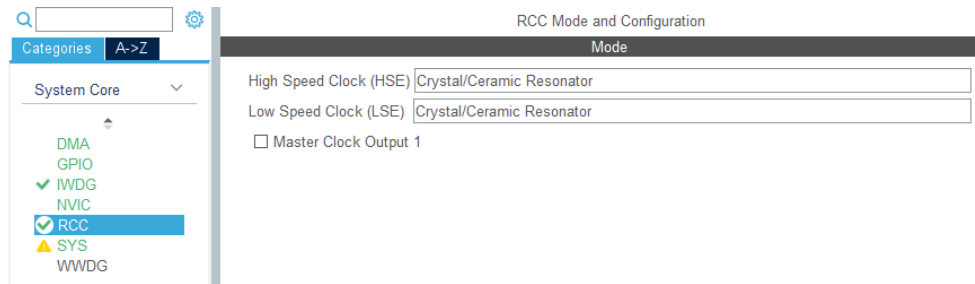 RCC Mode and Configuration
Categories A->Z
Mode
System Core
High Speed Clock (HSE) Crystal/Ceramic Resonator
Low Speed Clock (LSE) Crystal/Ceramic Resonator
Master Clock Output 1
DMA
GPIO
IWDG
NVIC
RCC
SYS
WWDG